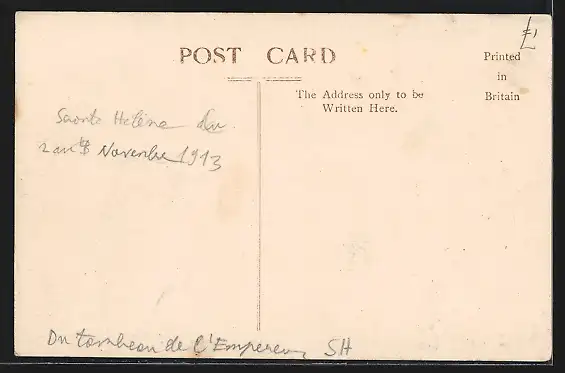 £1
POST CARD
Printed
in
Britain
The Address only to be
Written Here.
Sainte Hélène du
2 au 8 Novembre 1913
Du tombeau de l'Empereur SH